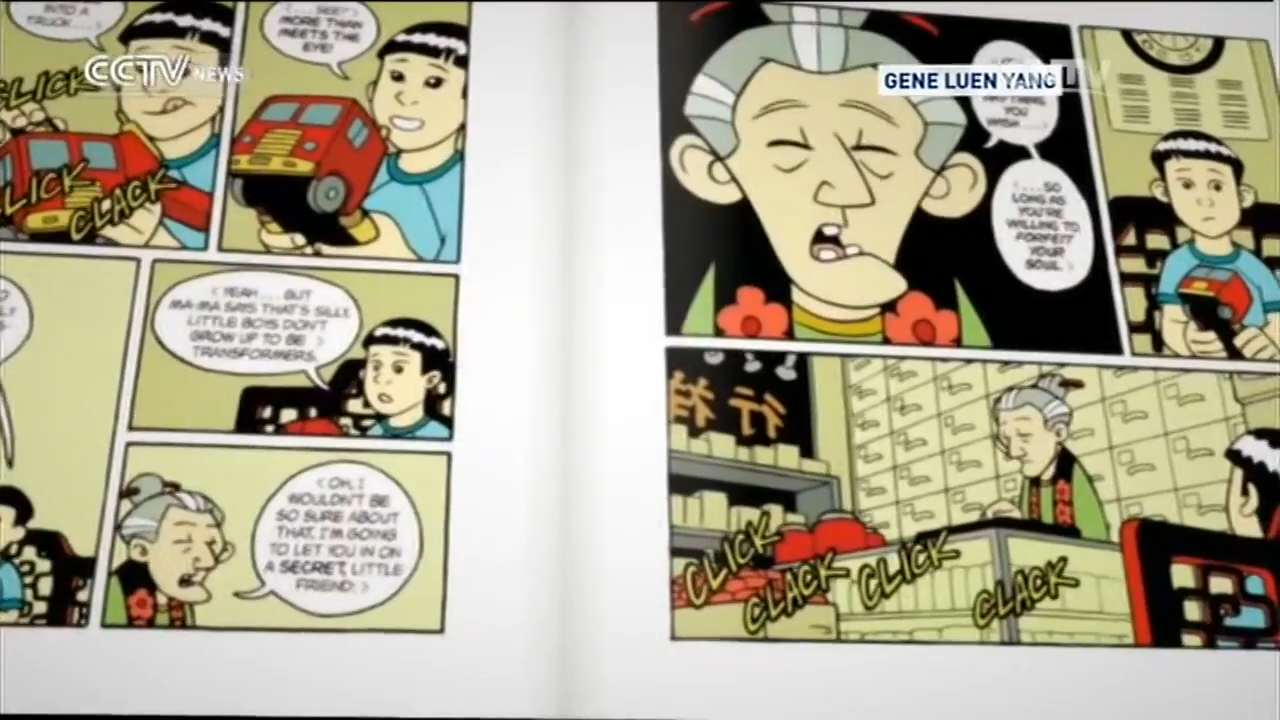 INTO A
TRUCK...
CLICK
CLICK
CLACK
<...SEE?
MORE THAN
MEETS THE
EYE!
CCTV NEWS
<YEAH... BUT
MA-MA SAYS THAT'S SILLY.
LITTLE BOYS DON'T
GROW UP TO BE
TRANSFORMERS.
<OH, I
WOULDN'T BE
SO SURE ABOUT
THAT. I'M GOING
TO LET YOU IN ON
A SECRET, LITTLE
FRIEND:>
GENE LUEN YANG
ANYTHING
YOU
WISH...
<...SO
LONG AS
YOU'RE
WILLING TO
FORFEIT
YOUR
SOUL.>
CLICK
CLACK
CLICK
CLACK